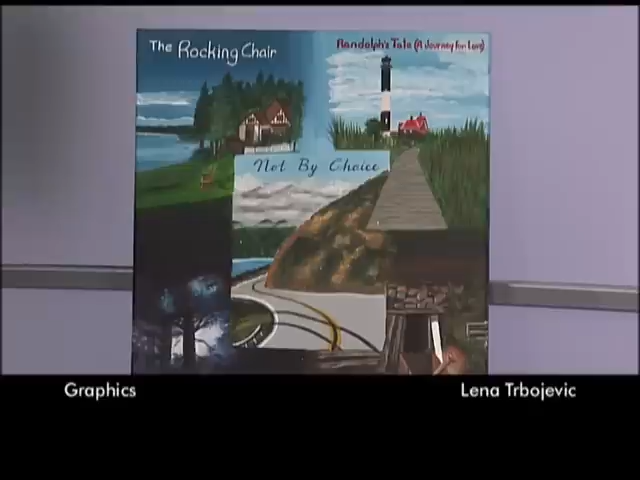 The Rocking Chair
Randolph's Tale (A Journey for Love)
Not By Choice
Graphics
Lena Trbojevic